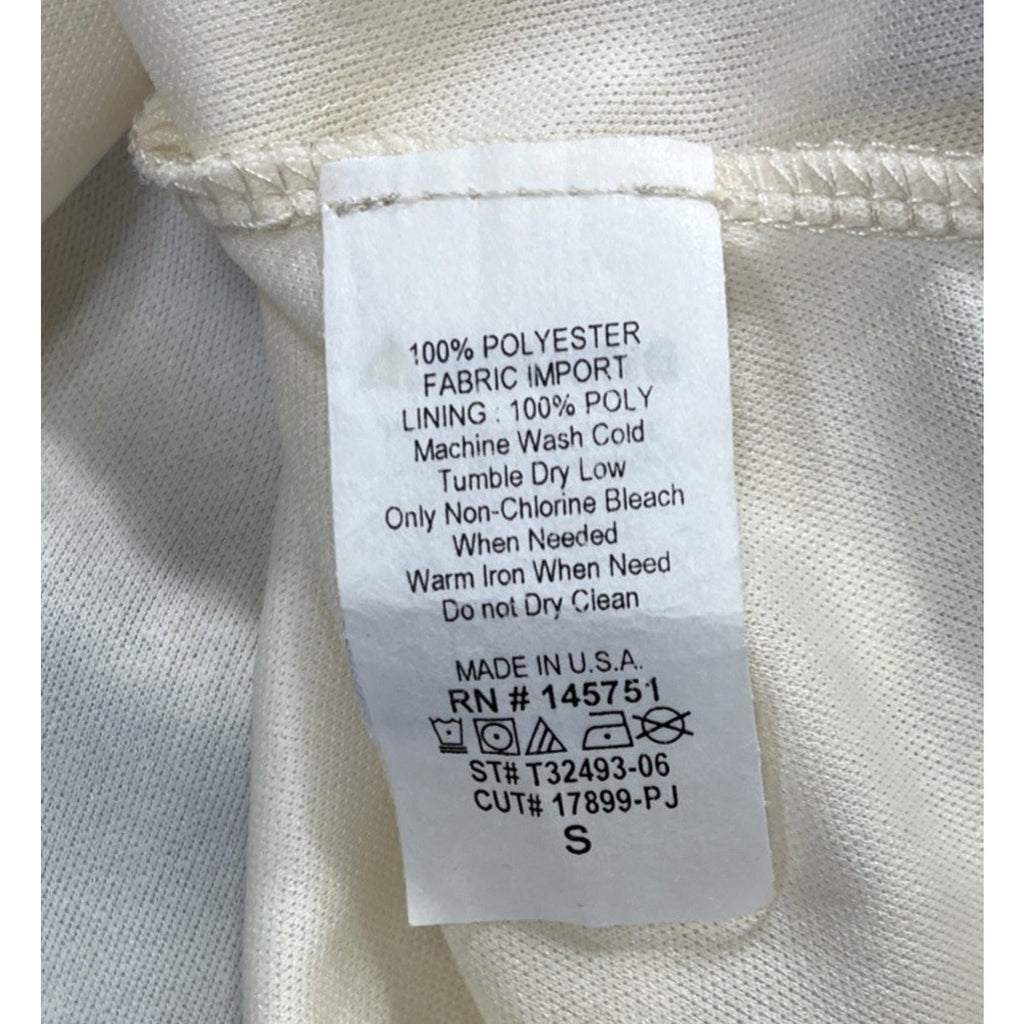 100% POLYESTER
FABRIC IMPORT
LINING : 100% POLY
Machine Wash Cold
Tumble Dry Low
Only Non-Chlorine Bleach
When Needed
Warm Iron When Need
Do not Dry Clean
MADE IN U.S.A.
RN # 145751
ST# T32493-06
CUT# 17899-PJ
S